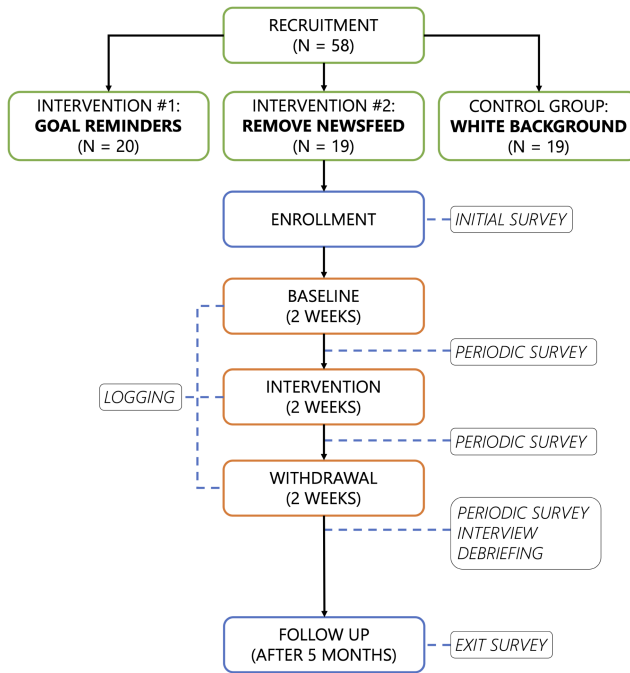 RECRUITMENT
(N = 58)
INTERVENTION #1:
GOAL REMINDERS
(N = 20)
INTERVENTION #2:
REMOVE NEWSFEED
(N = 19)
CONTROL GROUP:
WHITE BACKGROUND
(N = 19)
ENROLLMENT
INITIAL SURVEY
BASELINE
(2 WEEKS)
PERIODIC SURVEY
LOGGING
INTERVENTION
(2 WEEKS)
PERIODIC SURVEY
WITHDRAWAL
(2 WEEKS)
PERIODIC SURVEY
INTERVIEW
DEBRIEFING
FOLLOW UP
(AFTER 5 MONTHS)
EXIT SURVEY